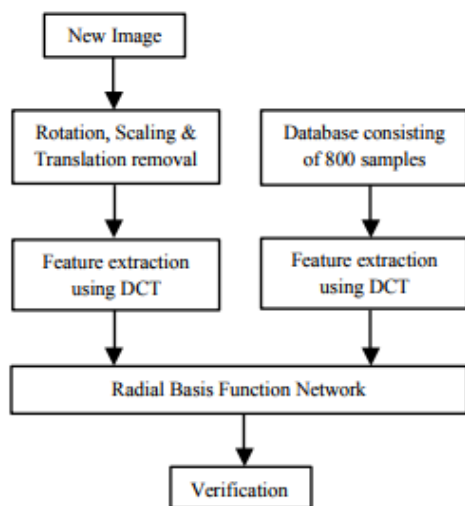 New Image
Rotation, Scaling &
Translation removal
Database consisting
of 800 samples
Feature extraction
using DCT
Feature extraction
using DCT
Radial Basis Function Network
Verification